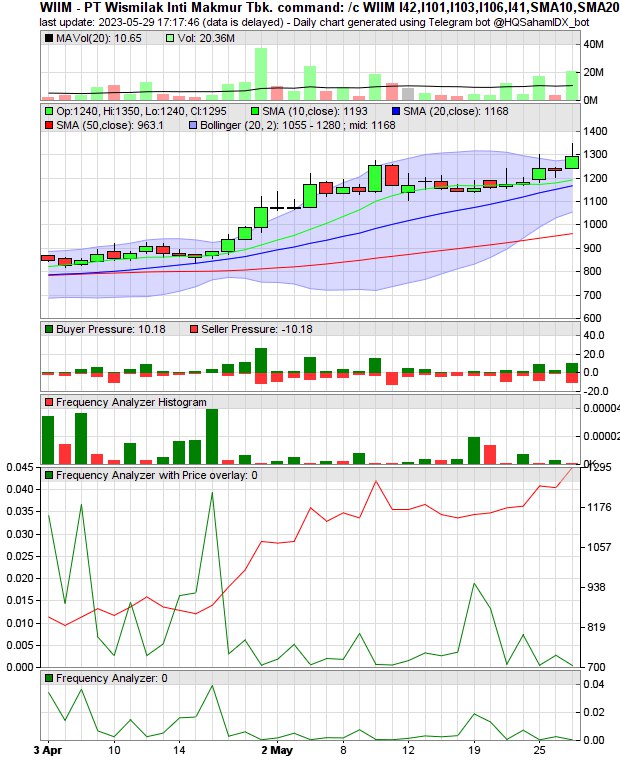 WIIM - PT Wismilak Inti Makmur Tbk. command: /c WIIM I42,I101,I103,I106,I41,SMA10,SMA20
last update: 2023-05-29 17:17:46 (data is delayed) - Daily chart generated using Telegram bot @HQSahamIDX_bot
MAVol(20): 10.65 Vol: 20.36M
40M
20M
0M
Op:1240, Hi:1350, Lo:1240, Cl:1295 SMA (10,close): 1193 SMA (20,close): 1168
SMA (50,close): 963.1 Bollinger (20, 2): 1055 - 1280 ; mid: 1168
1400
1300
1200
1100
1000
900
800
700
600
Buyer Pressure: 10.18 Seller Pressure: -10.18
40.0
20.0
0.0
-20.0
Frequency Analyzer Histogram
0.00004
0.00002
0K
Frequency Analyzer with Price overlay: 0
0.045
0.040
0.035
0.030
0.025
0.020
0.015
0.010
0.005
0.000
1295
1176
1057
938
819
700
Frequency Analyzer: 0
0.04
0.02
0.00
3 Apr 10 14 2 May 8 12 19 25